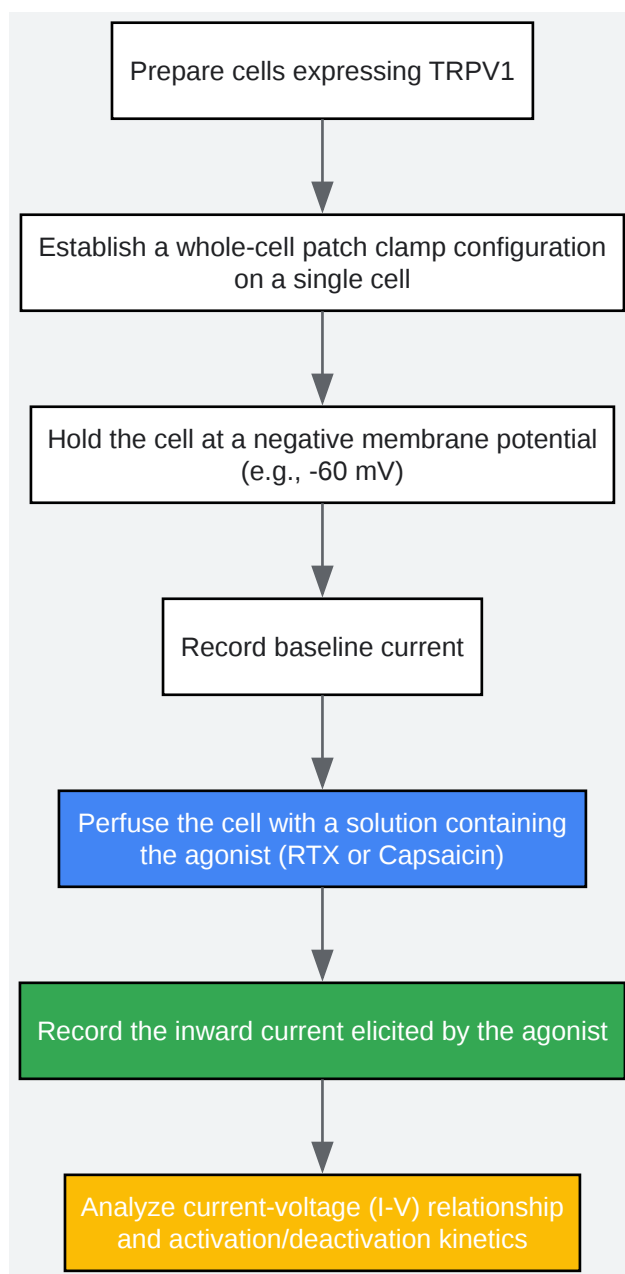 Prepare cells expressing TRPV1
Establish a whole-cell patch clamp configuration
on a single cell
Hold the cell at a negative membrane potential
(e.g., -60 mV)
Record baseline current
Perfuse the cell with a solution containing
the agonist (RTX or Capsaicin)
Record the inward current elicited by the agonist
Analyze current-voltage (I-V) relationship
and activation/deactivation kinetics